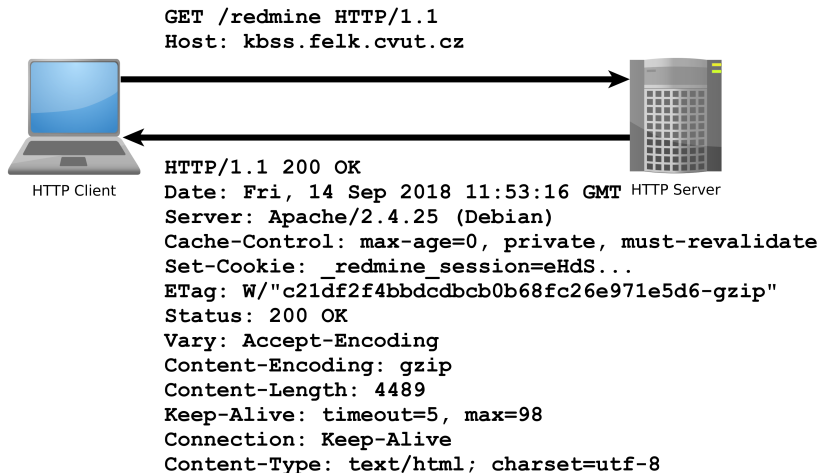 GET /redmine HTTP/1.1
Host: kbss.felk.cvut.cz
HTTP Client
HTTP Server
HTTP/1.1 200 OK
Date: Fri, 14 Sep 2018 11:53:16 GMT
Server: Apache/2.4.25 (Debian)
Cache-Control: max-age=0, private, must-revalidate
Set-Cookie: _redmine_session=eHdS...
ETag: W/"c21df2f4bbdcdbcb0b68fc26e971e5d6-gzip"
Status: 200 OK
Vary: Accept-Encoding
Content-Encoding: gzip
Content-Length: 4489
Keep-Alive: timeout=5, max=98
Connection: Keep-Alive
Content-Type: text/html; charset=utf-8